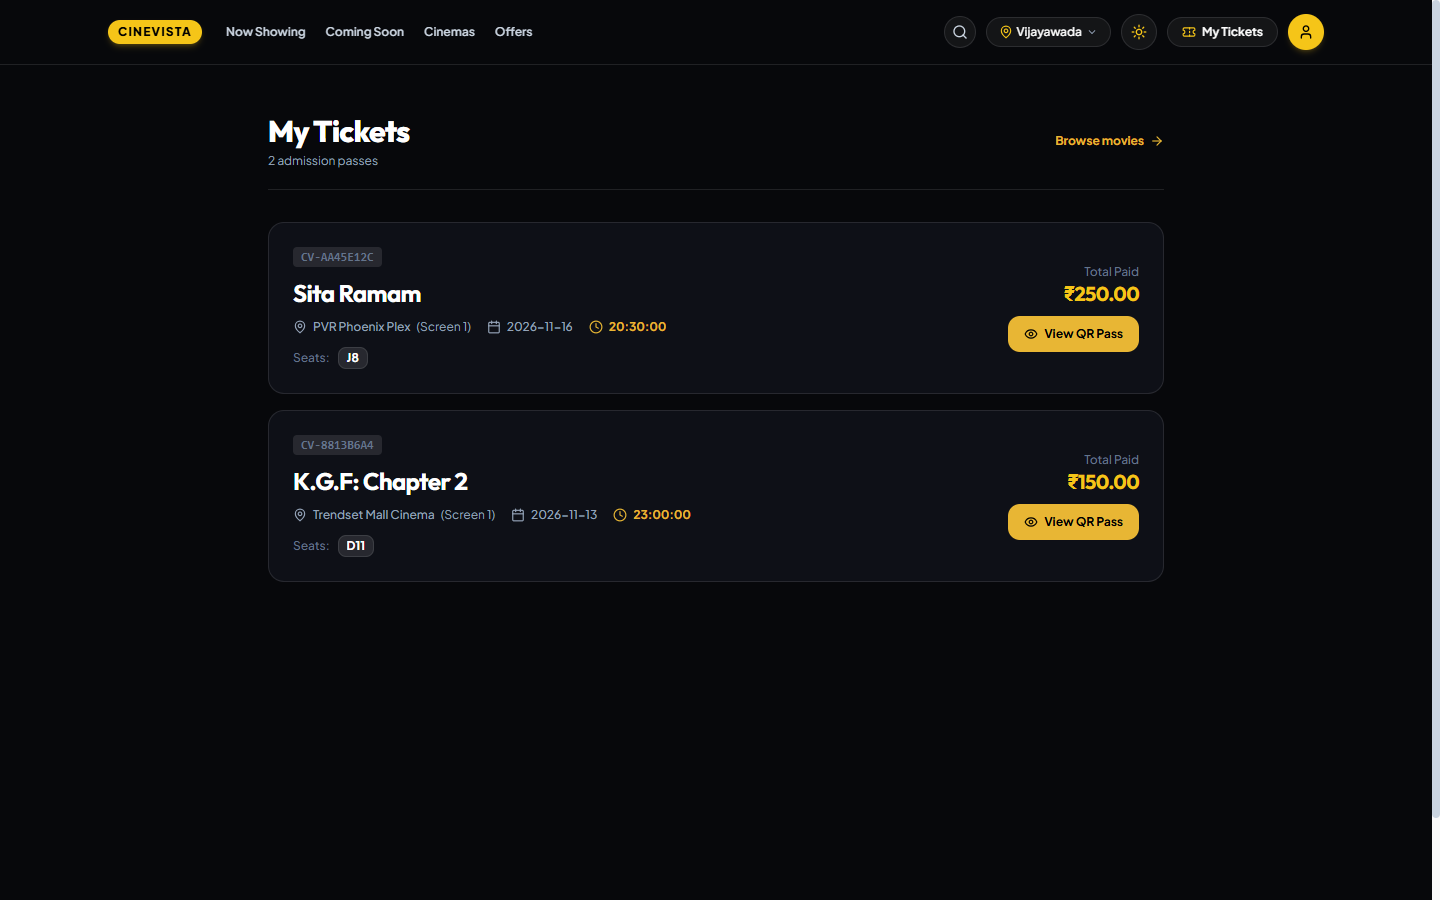 CINEVISTA Now Showing Coming Soon Cinemas Offers Vijayawada My Tickets
My Tickets
2 admission passes
Browse movies →
CV-AA45E12C
Sita Ramam
PVR Phoenix Plex (Screen 1) 2026-11-16 20:30:00
Seats: J8
Total Paid
₹250.00
View QR Pass
CV-8813B6A4
K.G.F: Chapter 2
Trendset Mall Cinema (Screen 1) 2026-11-13 23:00:00
Seats: D11
Total Paid
₹150.00
View QR Pass